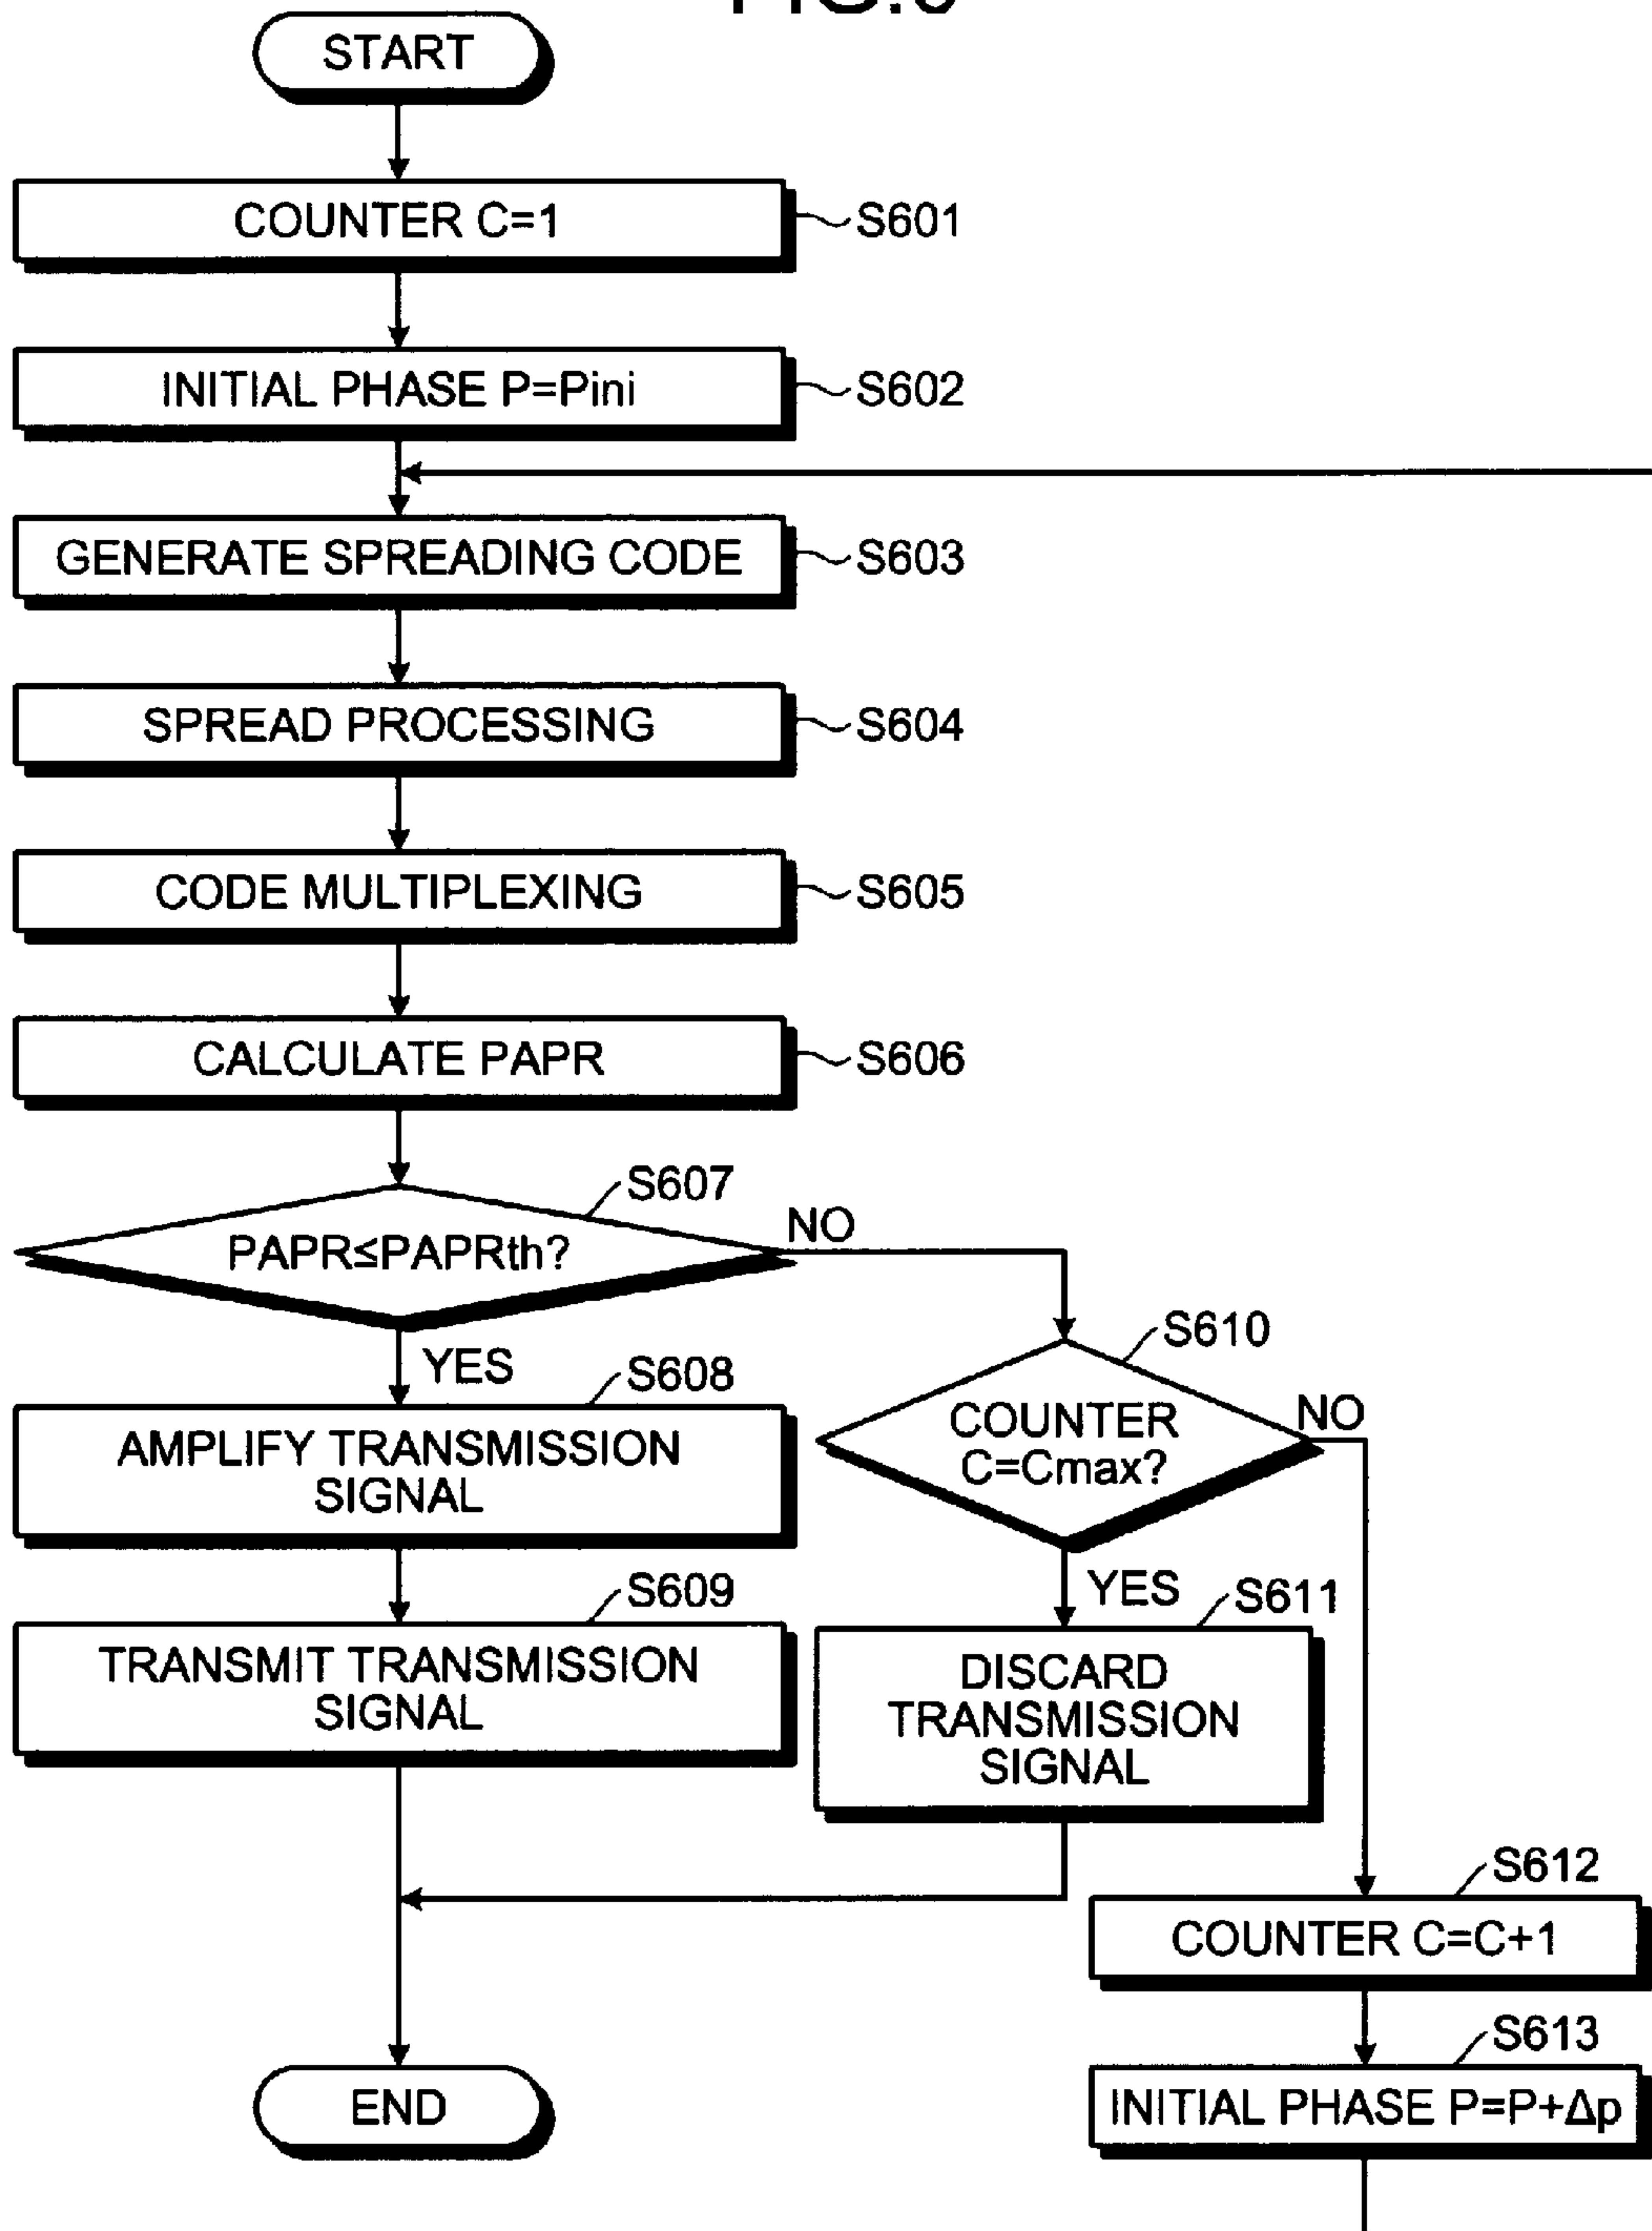 START
COUNTER C=1
S601
INITIAL PHASE P=Pini
S602
GENERATE SPREADING CODE
S603
SPREAD PROCESSING
S604
CODE MULTIPLEXING
S605
CALCULATE PAPR
S606
S607
PAPR≤PAPRth?
NO
YES
S608
AMPLIFY TRANSMISSION
SIGNAL
S609
TRANSMIT TRANSMISSION
SIGNAL
S610
COUNTER
C=Cmax?
NO
YES
S611
DISCARD
TRANSMISSION
SIGNAL
S612
COUNTER C=C+1
S613
INITIAL PHASE P=P+Δp
END